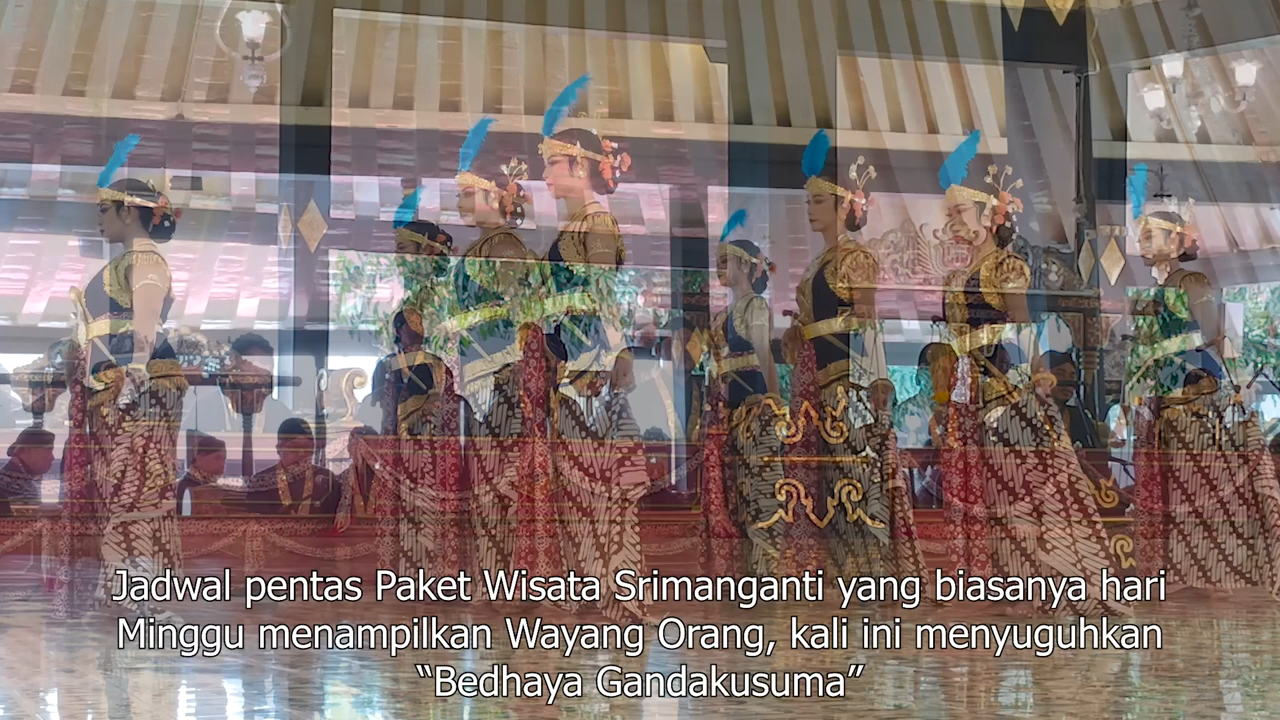 Jadwal pentas Paket Wisata Srimanganti yang biasanya hari
Minggu menampilkan Wayang Orang, kali ini menyuguhkan
“Bedhaya Gandakusuma”